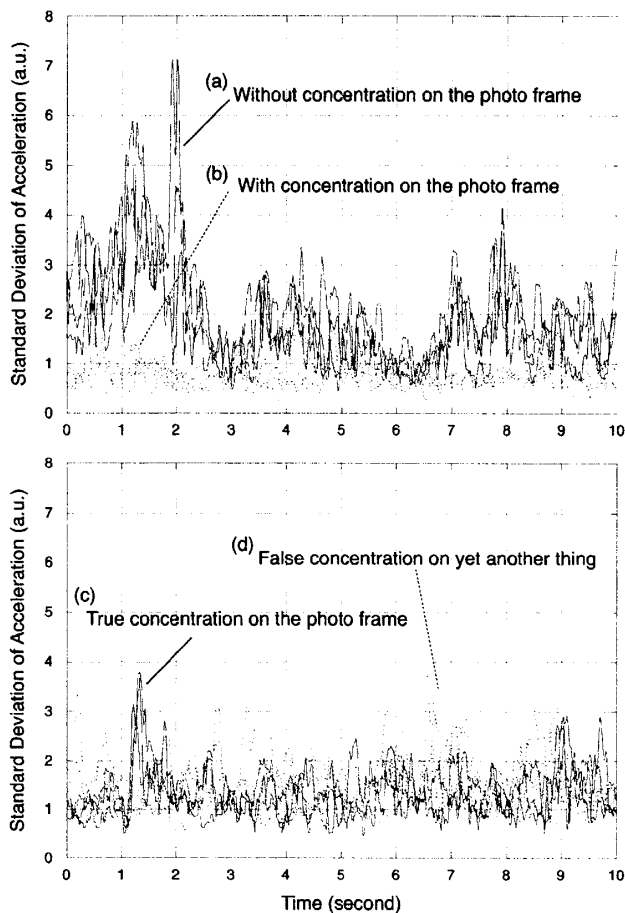 Standard Deviation of Acceleration (a.u.)
8
7
6
5
4
3
2
1
0
(a)
Without concentration on the photo frame
(b)
With concentration on the photo frame
0 1 2 3 4 5 6 7 8 9 10
Standard Deviation of Acceleration (a.u.)
8
7
6
5
4
3
2
1
0
(d)
False concentration on yet another thing
(c)
True concentration on the photo frame
0 1 2 3 4 5 6 7 8 9 10
Time (second)